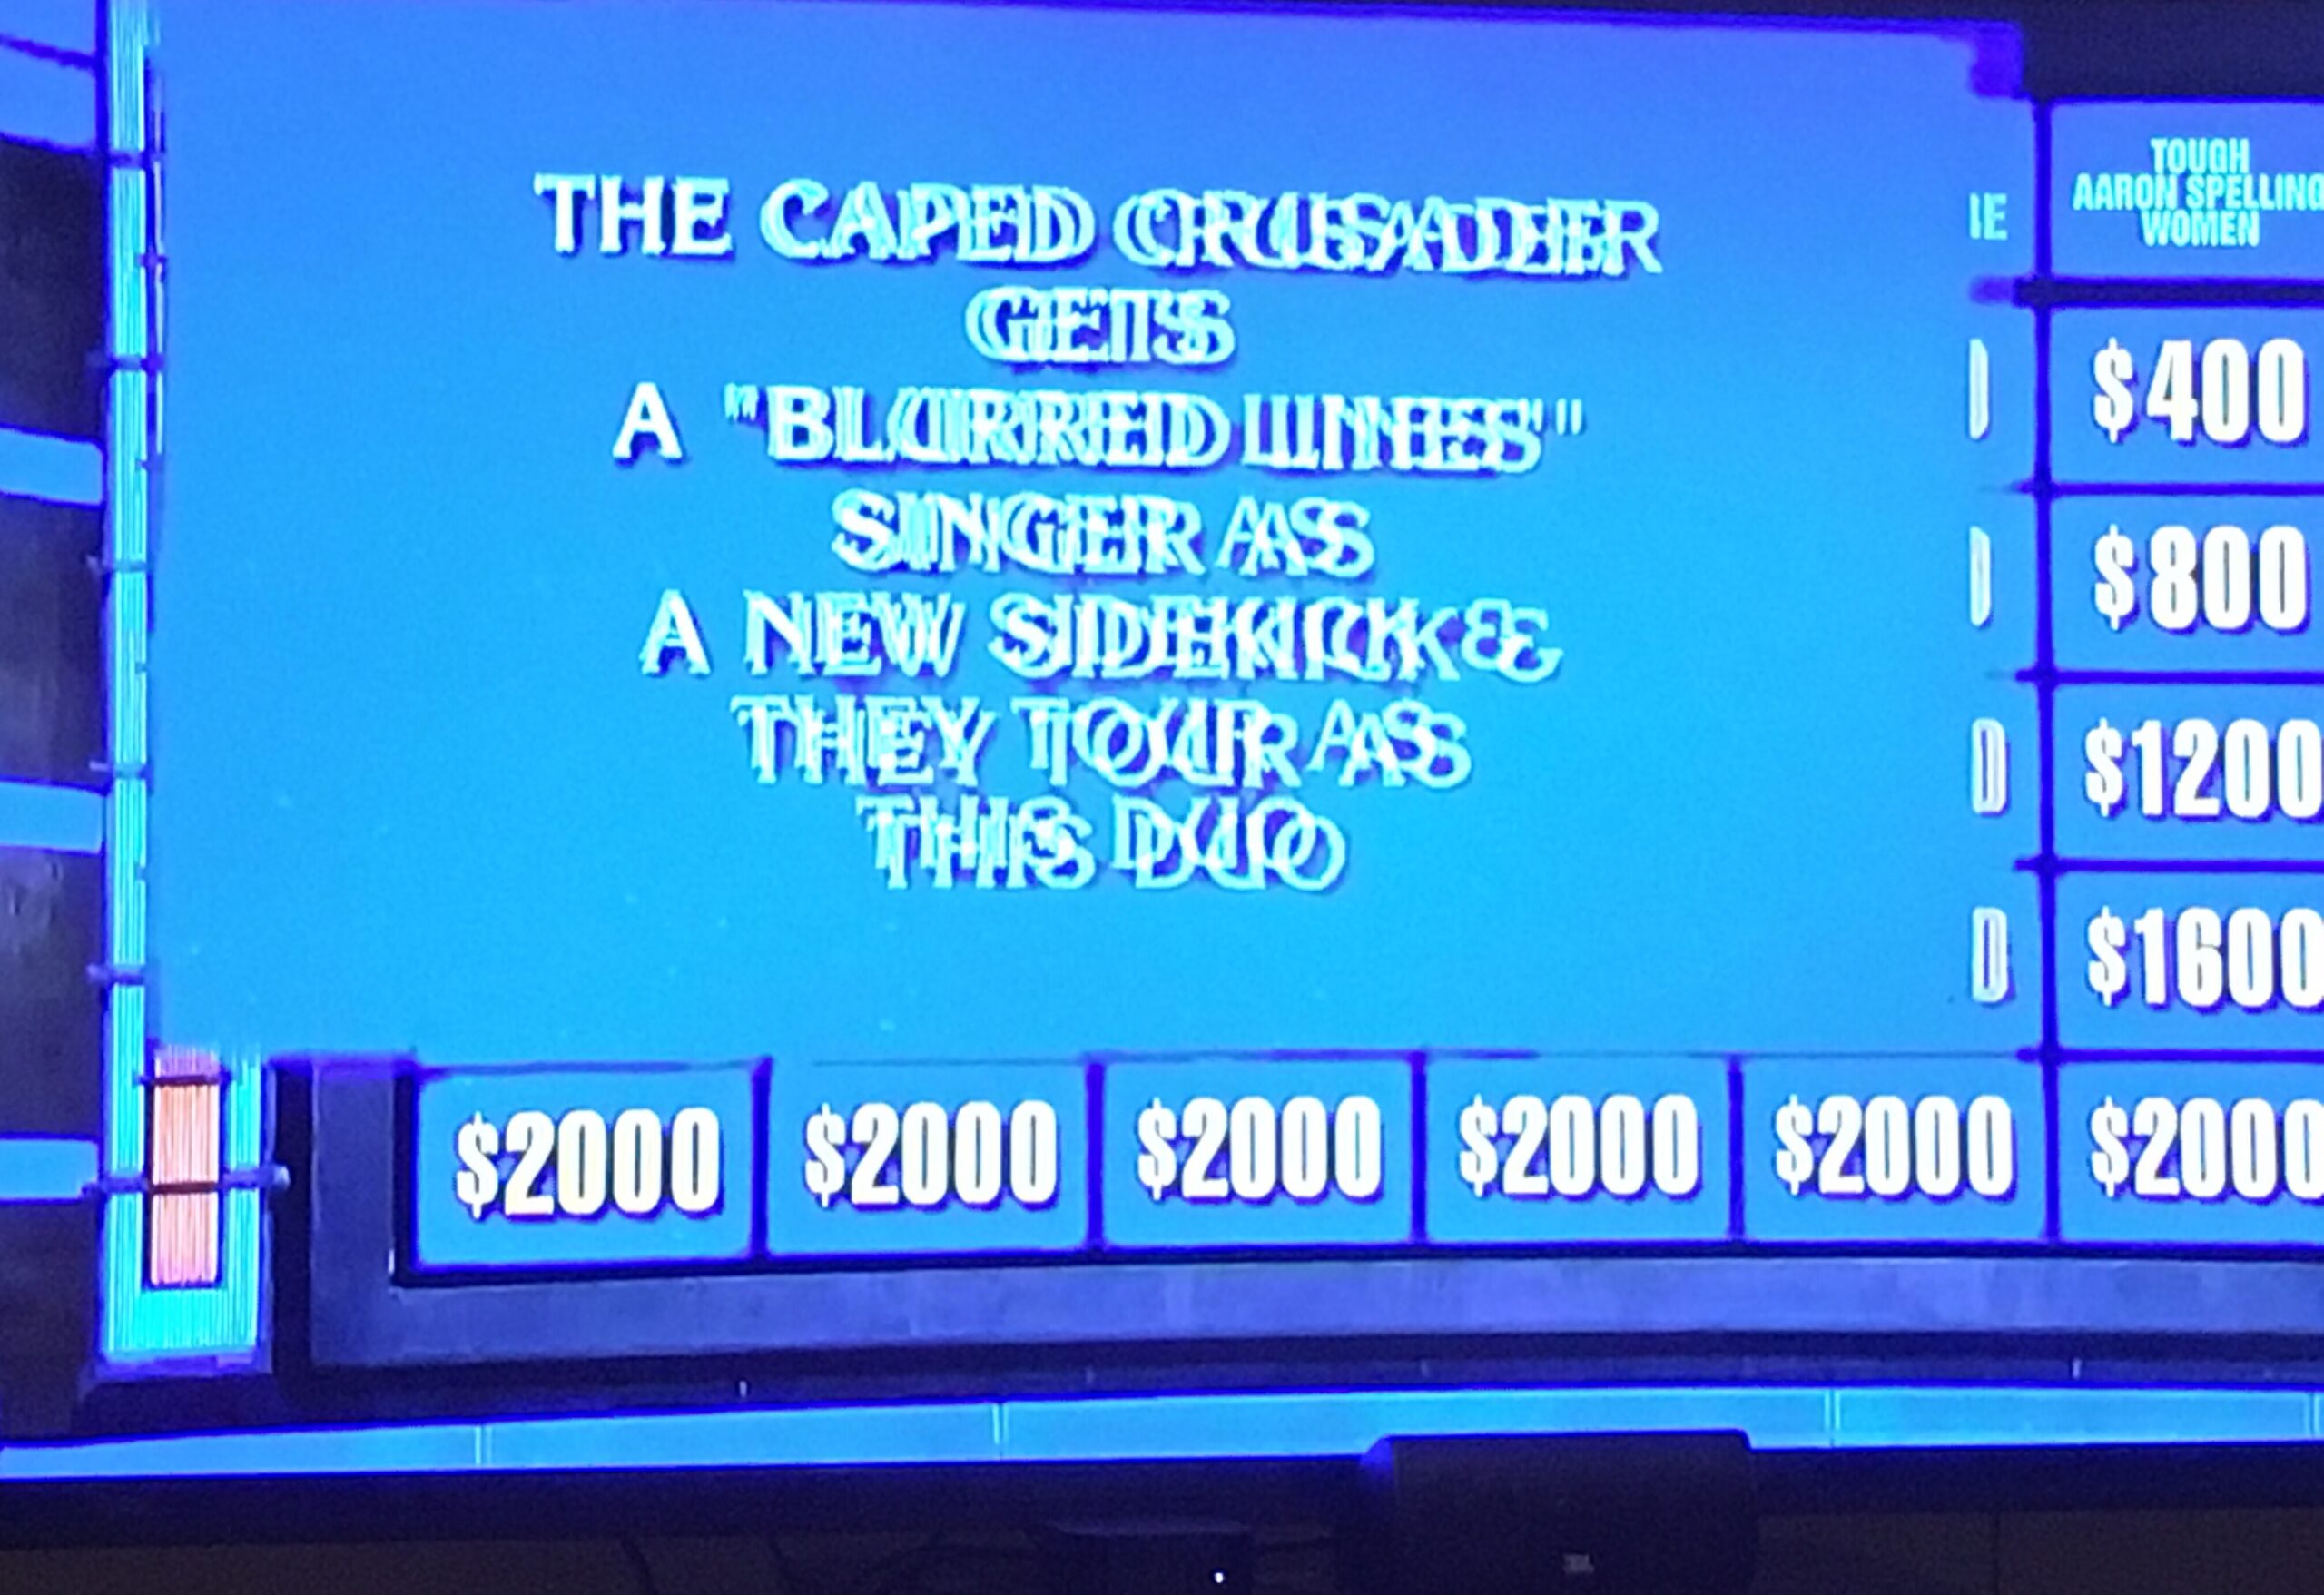 THE CAPED CRUSADER
GETS
A "BLURRED LINES"
SINGER AS
A NEW SIDEKICK &
THEY TOUR AS
THIS DUO
TOUGH
AARON SPELLING
WOMEN
$400
$800
$1200
$1600
$2000 $2000 $2000 $2000 $2000 $2000